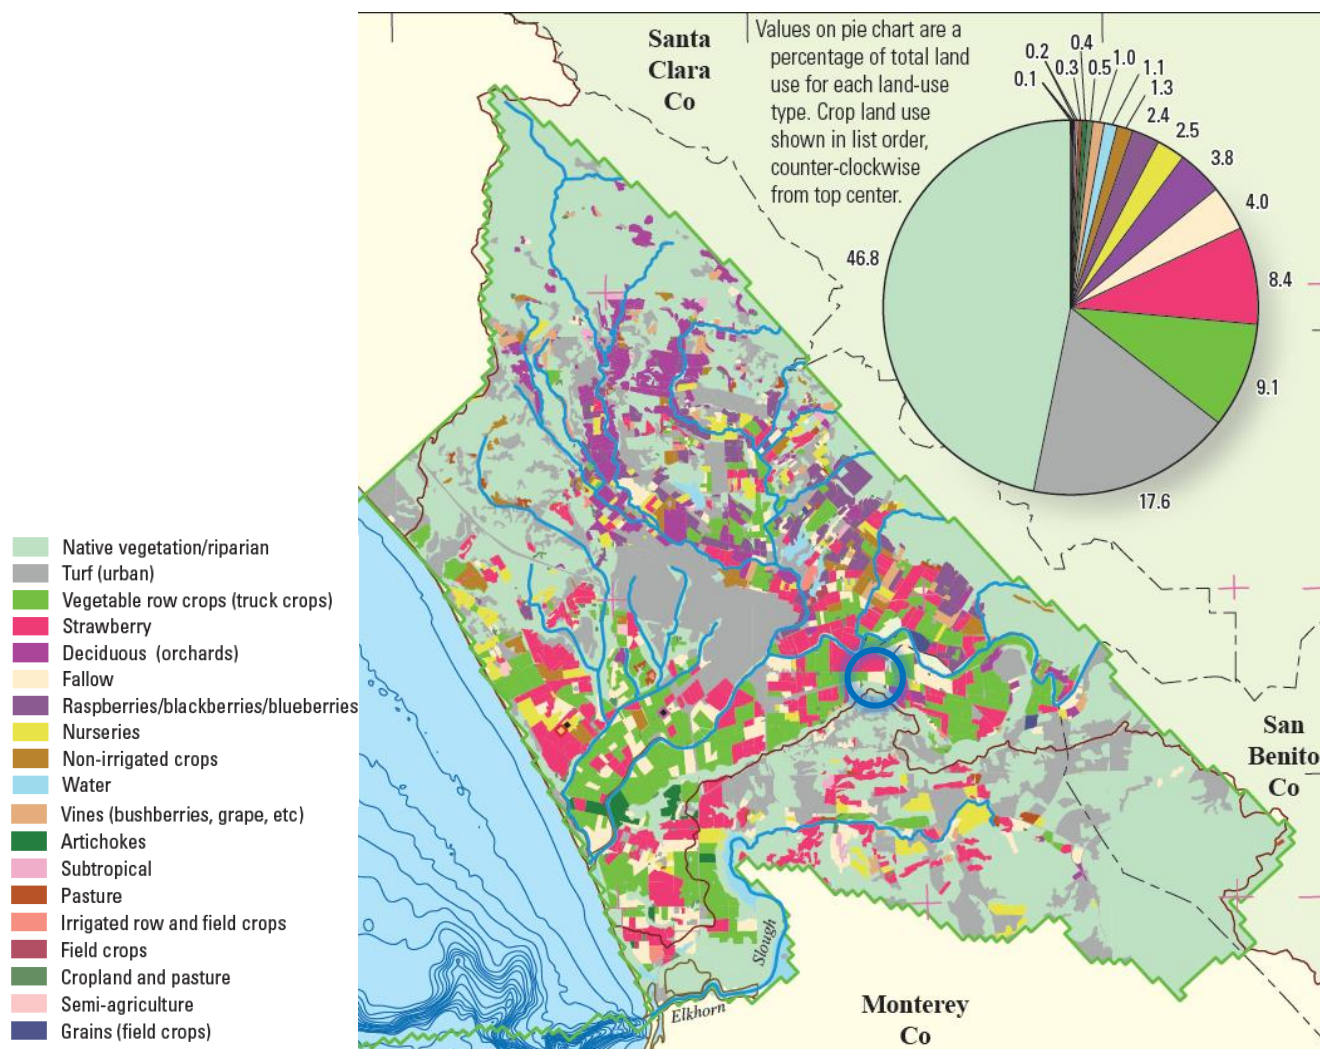 Santa
Clara
Co
Values on pie chart are a
percentage of total land
use for each land-use
type. Crop land use
shown in list order,
counter-clockwise
from top center.
0.1
0.2
0.3
0.4
0.5
1.0
1.1
1.3
2.4
2.5
3.8
4.0
8.4
9.1
17.6
46.8
Native vegetation/riparian
Turf (urban)
Vegetable row crops (truck crops)
Strawberry
Deciduous (orchards)
Fallow
Raspberries/blackberries/blueberries
Nurseries
Non-irrigated crops
Water
Vines (bushberries, grape, etc)
Artichokes
Subtropical
Pasture
Irrigated row and field crops
Field crops
Cropland and pasture
Semi-agriculture
Grains (field crops)
San
Benito
Co
Monterey
Co
Elkhorn
Slough